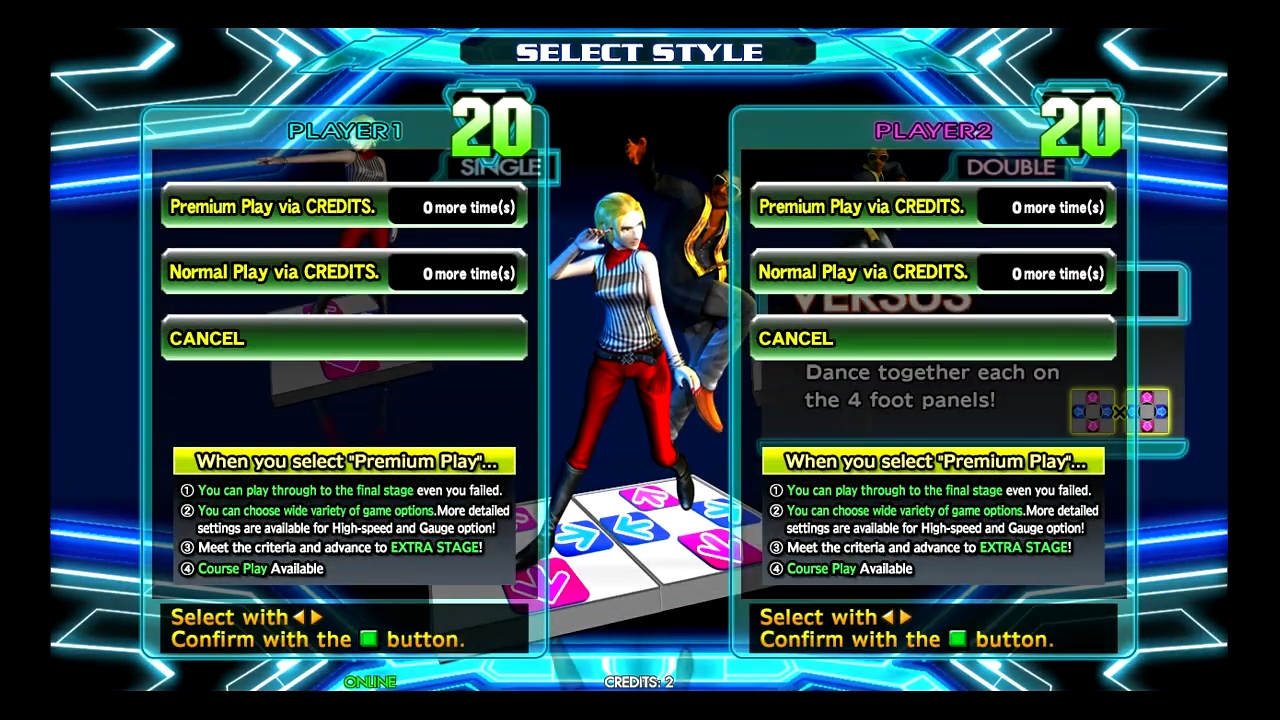 SELECT STYLE
PLAYER1
20
SINGLE
Premium Play via CREDITS.
0 more time(s)
Normal Play via CREDITS.
0 more time(s)
CANCEL
When you select "Premium Play"...
① You can play through to the final stage even you failed.
② You can choose wide variety of game options.More detailed
settings are available for High-speed and Gauge option!
③ Meet the criteria and advance to EXTRA STAGE!
④ Course Play Available
Select with ◀ ▶
Confirm with the button.
PLAYER2
20
DOUBLE
Premium Play via CREDITS.
0 more time(s)
Normal Play via CREDITS.
0 more time(s)
VERSUS
CANCEL
Dance together each on
the 4 foot panels!
When you select "Premium Play"...
① You can play through to the final stage even you failed.
② You can choose wide variety of game options.More detailed
settings are available for High-speed and Gauge option!
③ Meet the criteria and advance to EXTRA STAGE!
④ Course Play Available
Select with ◀ ▶
Confirm with the button.
ONLINE
CREDITS: 2